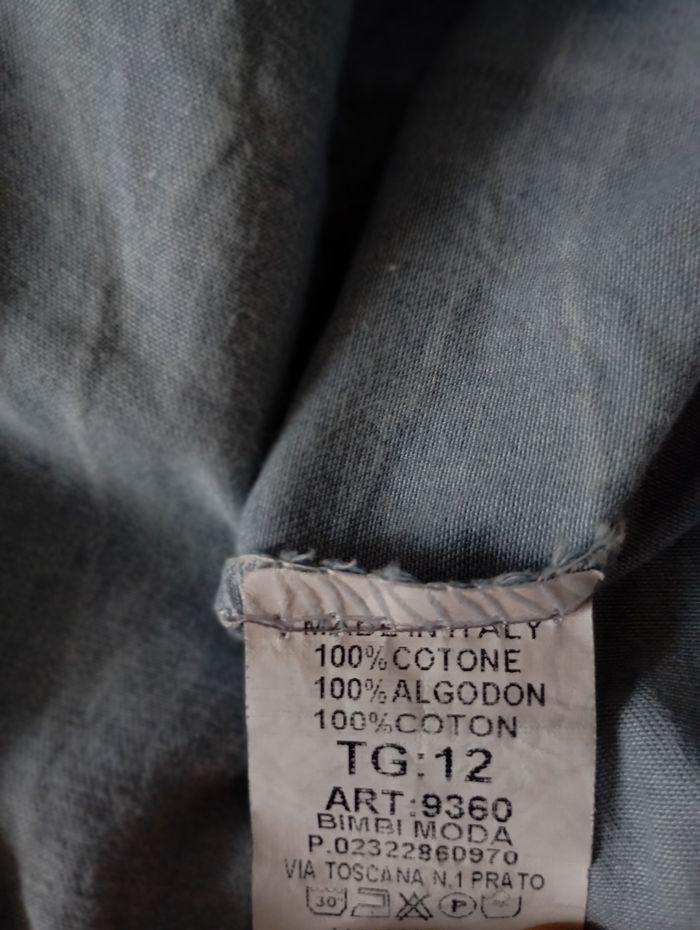 MADE IN ITALY
100%COTONE
100%ALGODON
100%COTON
TG:12
ART:9360
BIMBI MODA
P.02322860970
VIA TOSCANA N.1 PRATO
30° P